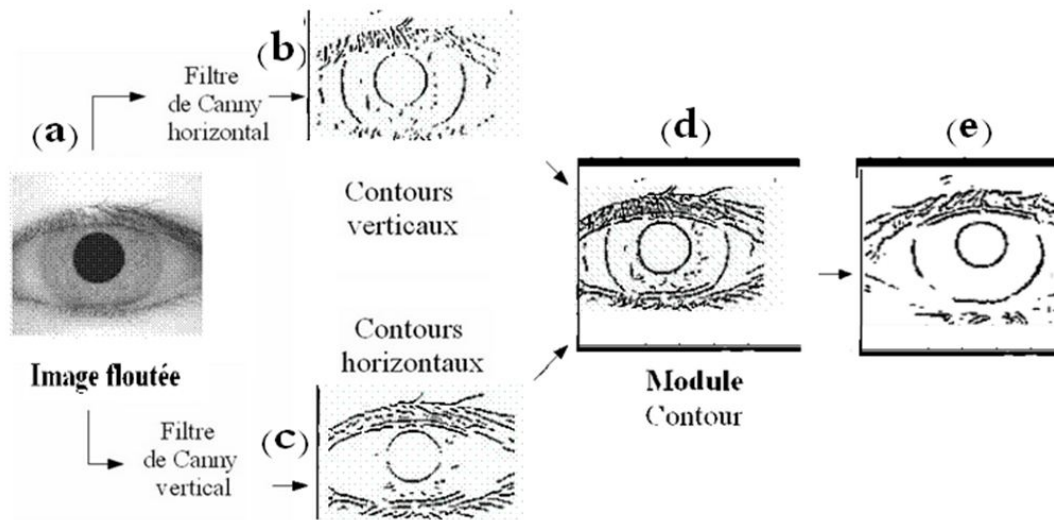 (a)
Image floutée
Filtre
de Canny
horizontal
(b)
Contours
verticaux
Filtre
de Canny
vertical
(c)
Contours
horizontaux
(d)
Module
Contour
(e)